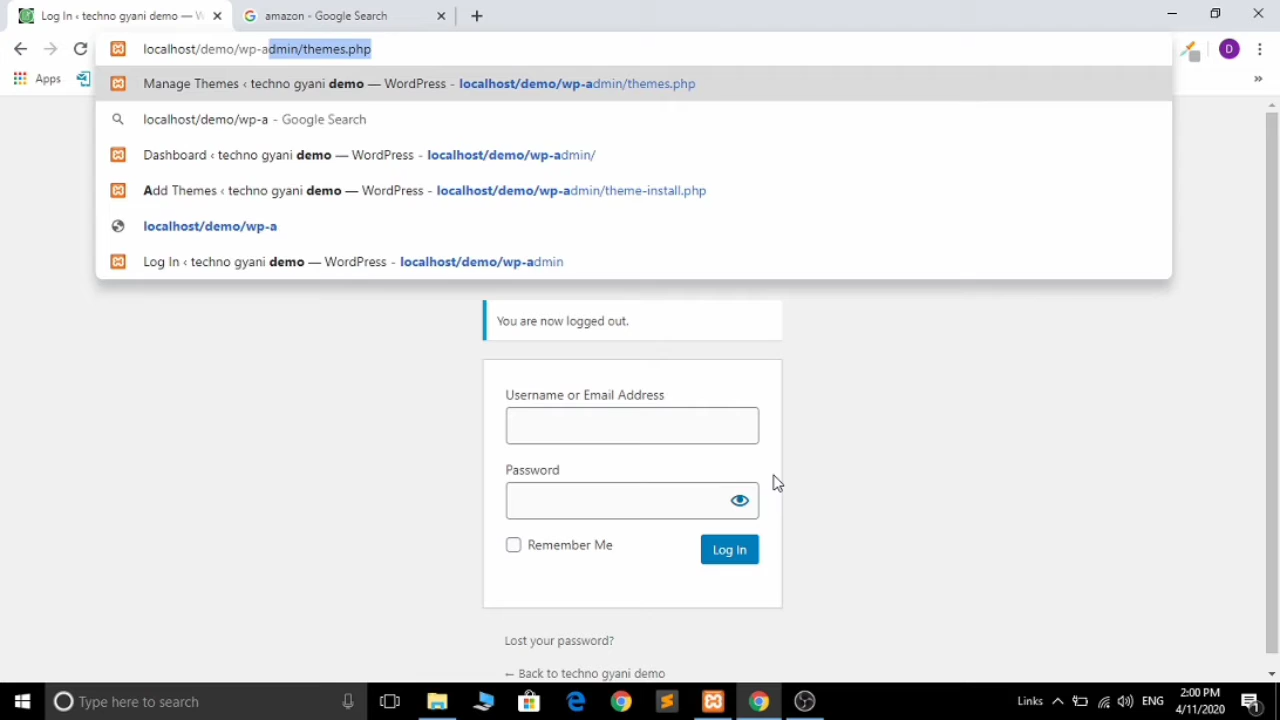 Log In ‹ techno gyani demo — W
amazon - Google Search
localhost/demo/wp-admin/themes.php
D
Apps
»
Manage Themes ‹ techno gyani demo — WordPress - localhost/demo/wp-admin/themes.php
localhost/demo/wp-a - Google Search
Dashboard ‹ techno gyani demo — WordPress - localhost/demo/wp-admin/
Add Themes ‹ techno gyani demo — WordPress - localhost/demo/wp-admin/theme-install.php
localhost/demo/wp-a
Log In ‹ techno gyani demo — WordPress - localhost/demo/wp-admin
You are now logged out.
Username or Email Address
Password
Remember Me
Log In
Lost your password?
← Back to techno gyani demo
Type here to search
Links
ENG
2:00 PM
4/11/2020
1